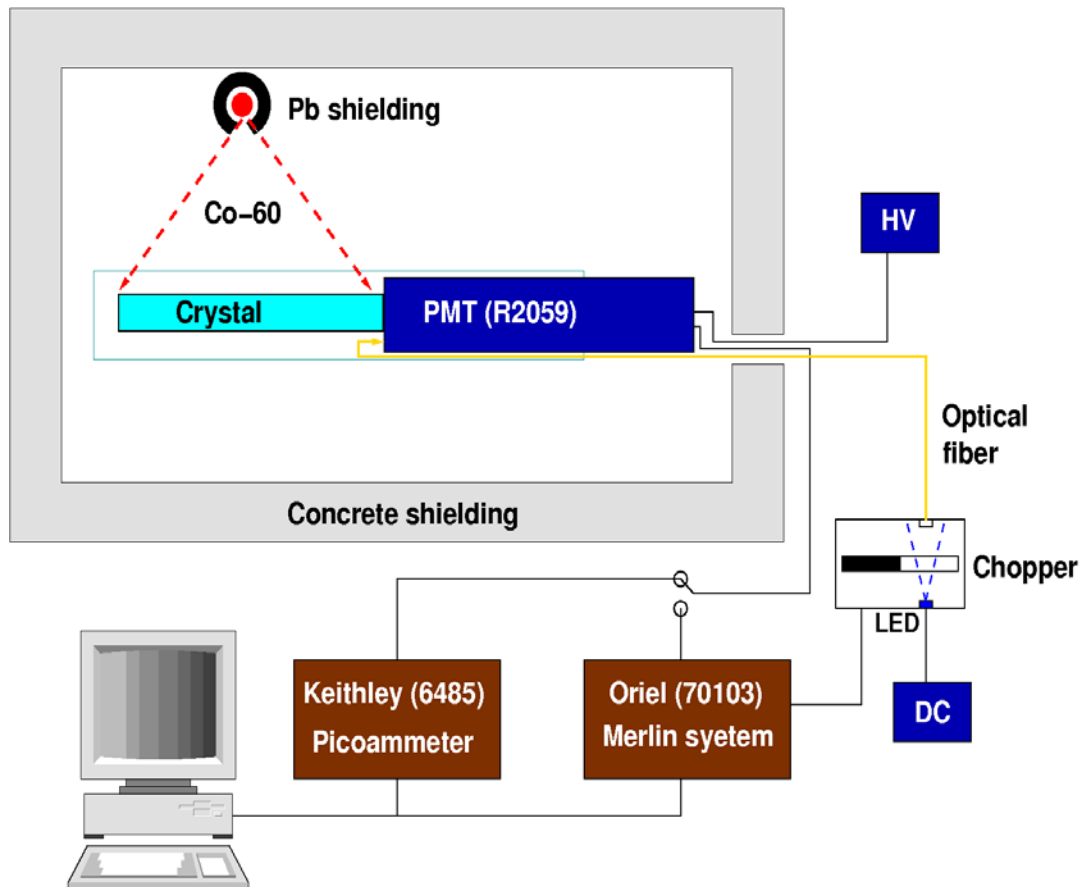 Pb shielding
Co-60
HV
Crystal
PMT (R2059)
Optical
fiber
Concrete shielding
Chopper
LED
Keithley (6485)
Picoammeter
Oriel (70103)
Merlin syetem
DC